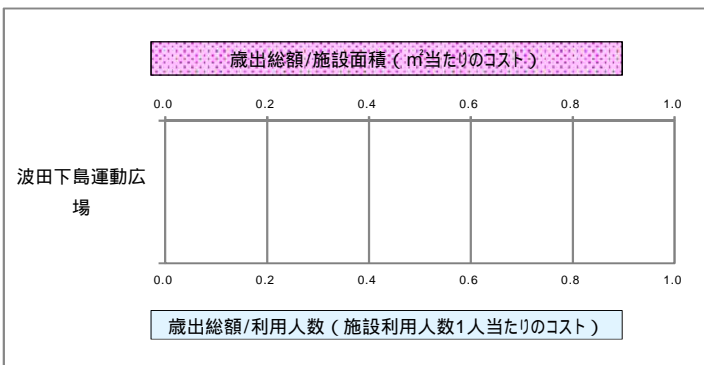 歳出総額/施設面積(㎡当たりのコスト)
0.0 0.2 0.4 0.6 0.8 1.0
波田下島運動広
場
0.0 0.2 0.4 0.6 0.8 1.0
歳出総額/利用人数(施設利用人数1人当たりのコスト)